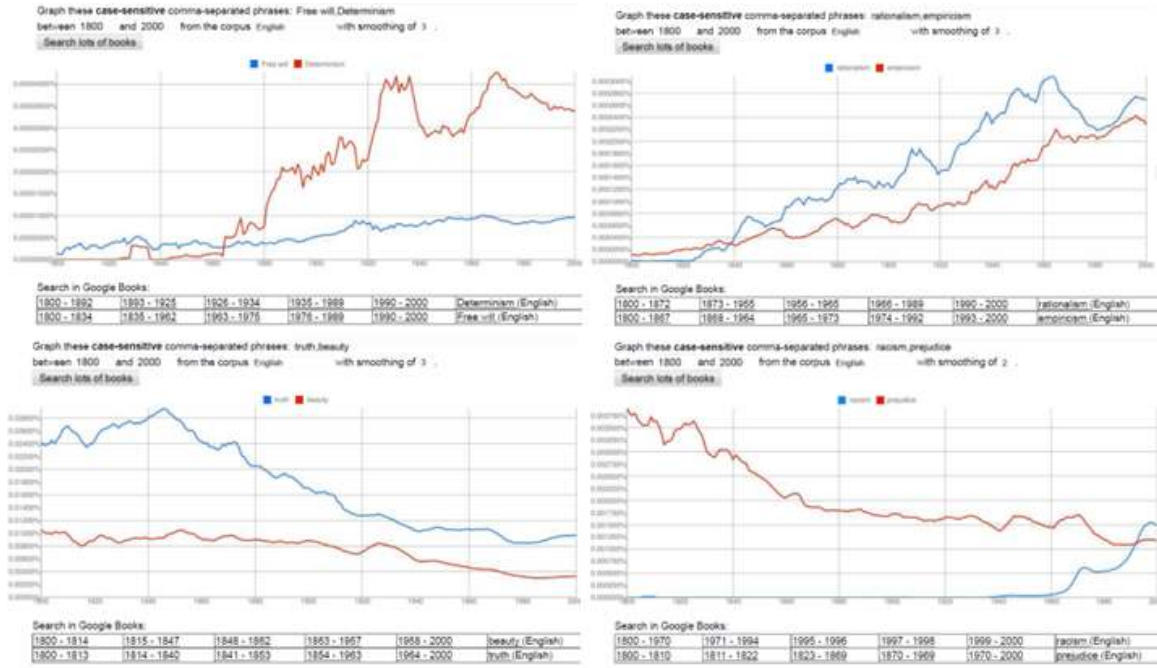 Graph these case-sensitive comma-separated phrases: Free will,Determinism
between 1800 and 2000 from the corpus English with smoothing of 3 .
Search lots of books
Free will Determinism
Search in Google Books:
1800 - 1892 1893 - 1925 1926 - 1934 1935 - 1989 1990 - 2000 Determinism (English)
1800 - 1834 1835 - 1962 1963 - 1975 1976 - 1989 1990 - 2000 Free will (English)
Graph these case-sensitive comma-separated phrases: rationalism,empiricism
between 1800 and 2000 from the corpus English with smoothing of 3 .
Search lots of books
rationalism empiricism
Search in Google Books:
1800 - 1872 1873 - 1955 1956 - 1965 1966 - 1989 1990 - 2000 rationalism (English)
1800 - 1867 1868 - 1964 1965 - 1973 1974 - 1992 1993 - 2000 empiricism (English)
Graph these case-sensitive comma-separated phrases: truth,beauty
between 1800 and 2000 from the corpus English with smoothing of 3 .
Search lots of books
truth beauty
Search in Google Books:
1800 - 1814 1815 - 1847 1848 - 1862 1863 - 1957 1958 - 2000 beauty (English)
1800 - 1813 1814 - 1840 1841 - 1853 1854 - 1963 1964 - 2000 truth (English)
Graph these case-sensitive comma-separated phrases: racism,prejudice
between 1800 and 2000 from the corpus English with smoothing of 2 .
Search lots of books
racism prejudice
Search in Google Books:
1800 - 1970 1971 - 1994 1995 - 1996 1997 - 1998 1999 - 2000 racism (English)
1800 - 1810 1811 - 1822 1823 - 1869 1870 - 1969 1970 - 2000 prejudice (English)